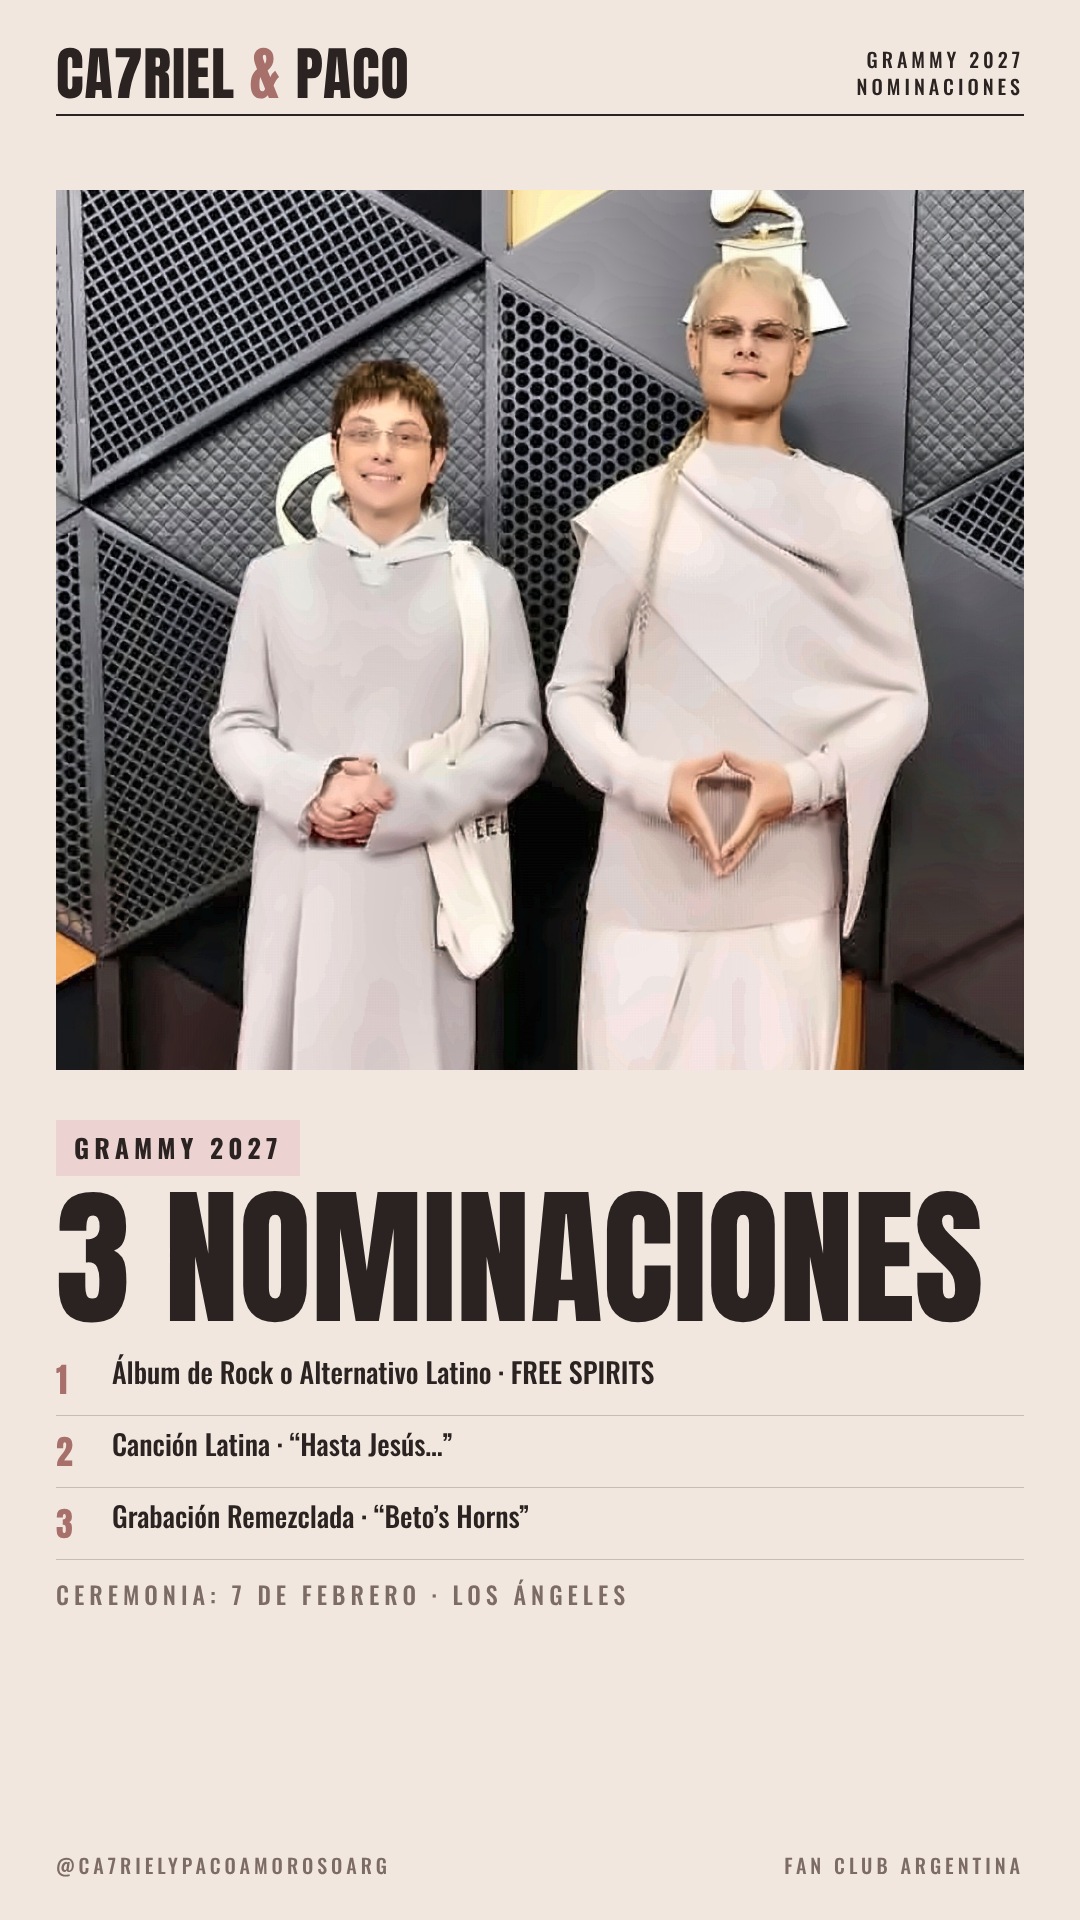 CA7RIEL & PACO
GRAMMY 2027
NOMINACIONES
EEL
GRAMMY 2027
3 NOMINACIONES
1 Álbum de Rock o Alternativo Latino · FREE SPIRITS
2 Canción Latina · “Hasta Jesús...”
3 Grabación Remezclada · “Beto’s Horns”
CEREMONIA: 7 DE FEBRERO · LOS ÁNGELES
@CA7RIELYPACOAMOROSOARG
FAN CLUB ARGENTINA